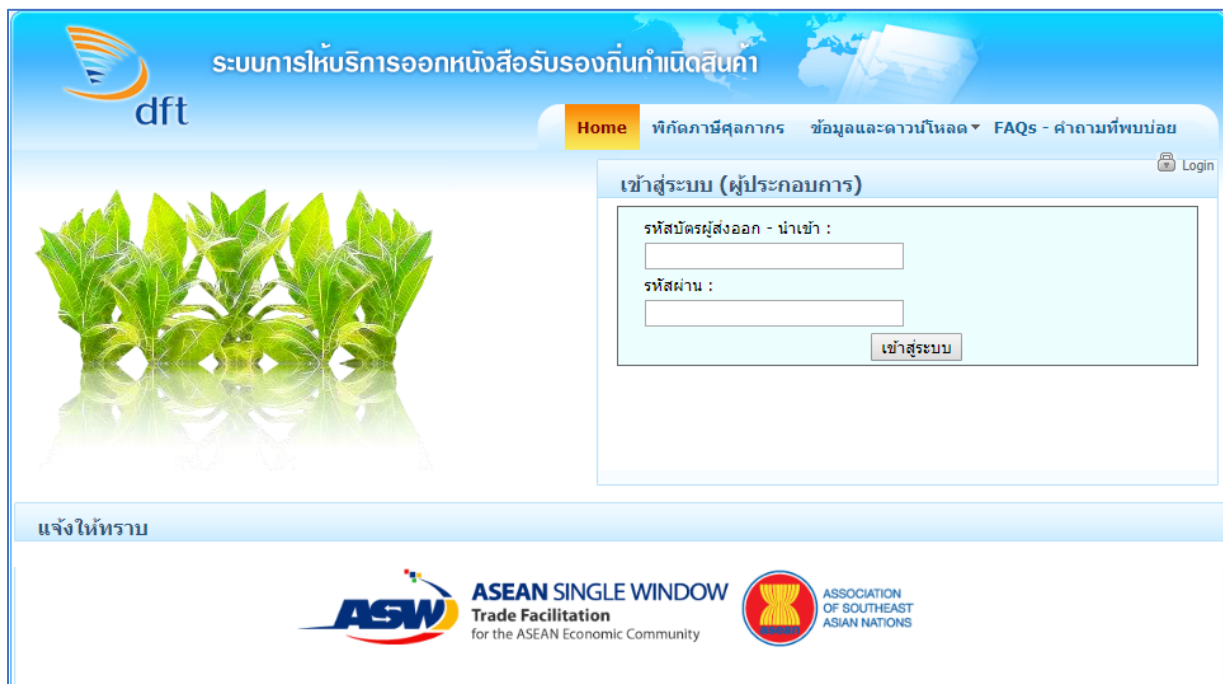 ระบบการให้บริการออกหนังสือรับรองถิ่นกำเนิดสินค้า
dft
Home พิกัดภาษีศุลกากร ข้อมูลและดาวน์โหลด FAQs - คำถามที่พบบ่อย
Login
เข้าสู่ระบบ (ผู้ประกอบการ)
รหัสบัตรผู้ส่งออก - นำเข้า :
รหัสผ่าน :
เข้าสู่ระบบ
แจ้งให้ทราบ
ASW
ASEAN SINGLE WINDOW
Trade Facilitation
for the ASEAN Economic Community
asean
ASSOCIATION
OF SOUTHEAST
ASIAN NATIONS